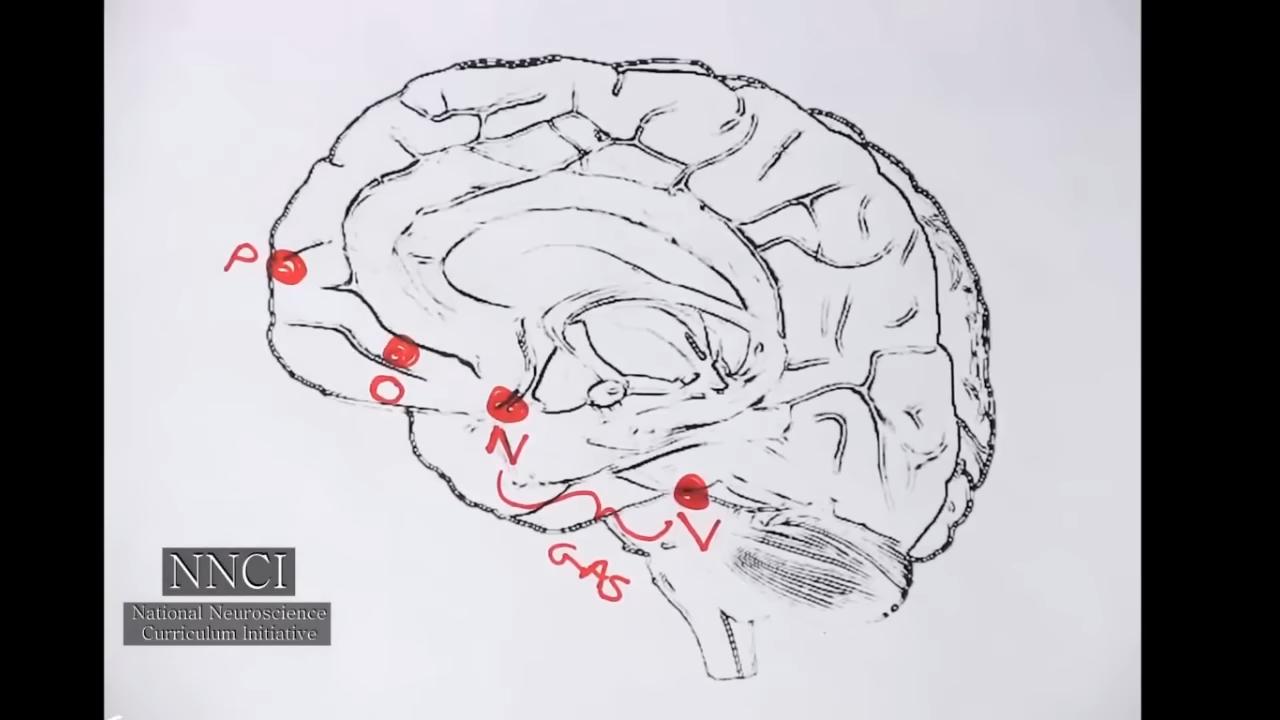 P
O
N
V
GAS
NNCI
National Neuroscience
Curriculum Initiative